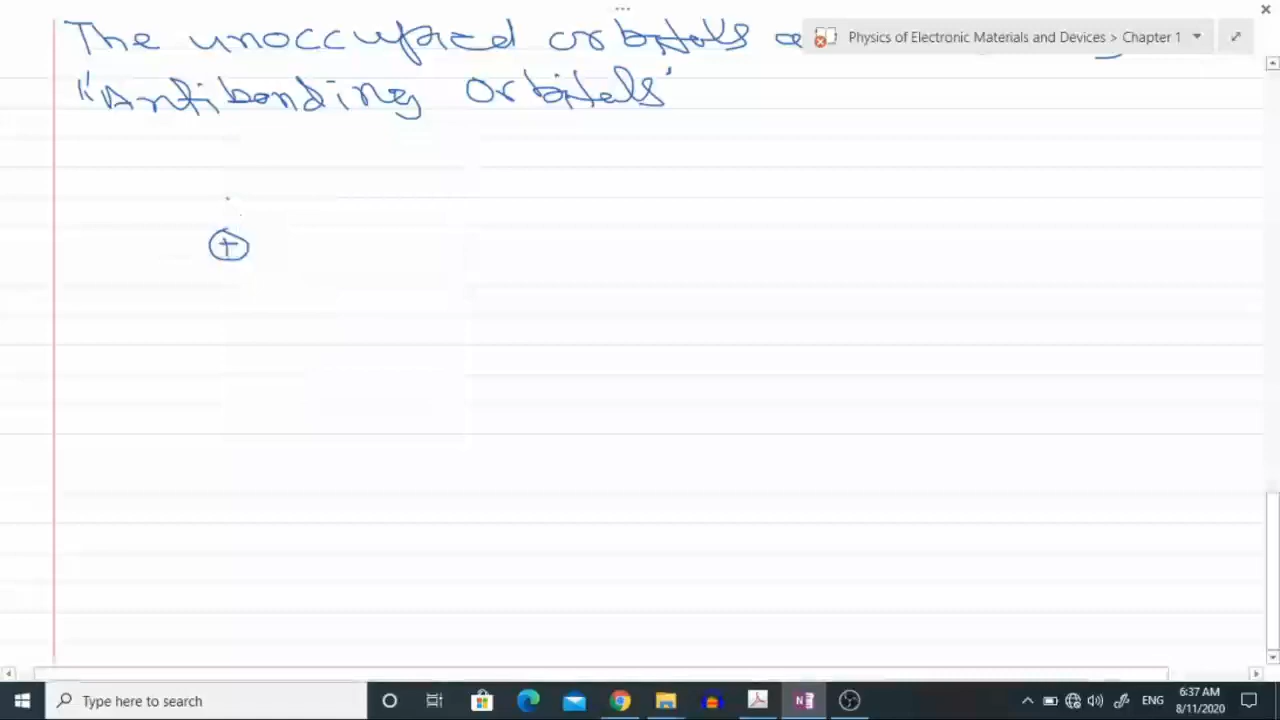 The unoccupied orbitals
Physics of Electronic Materials and Devices > Chapter 1
"Antibonding Orbitals"
+
Type here to search
ENG
6:37 AM
8/11/2020